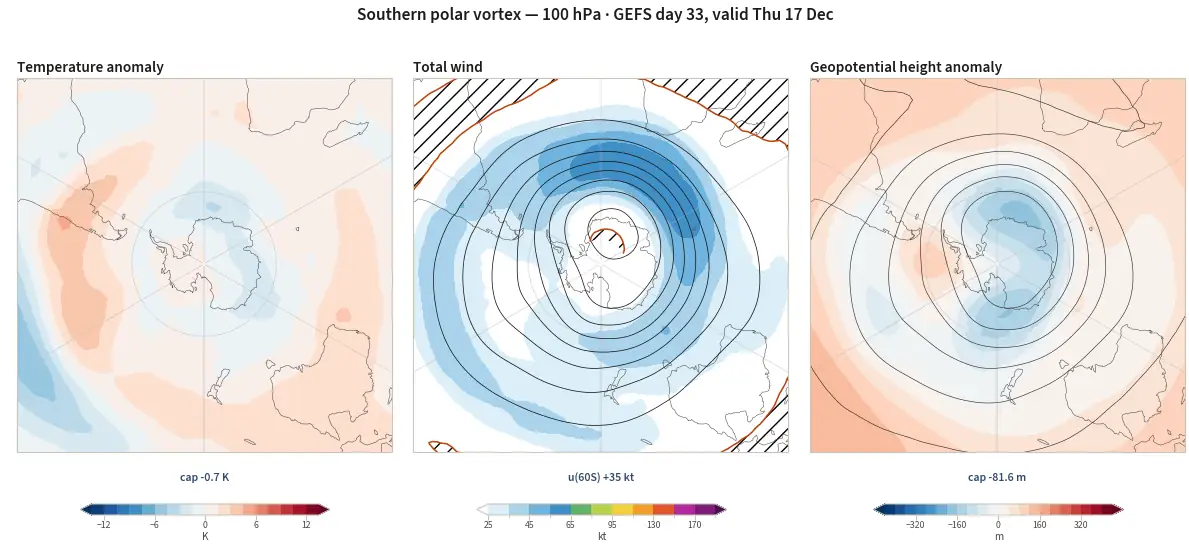 Southern polar vortex — 100 hPa · GEFS day 33, valid Thu 17 Dec
Temperature anomaly
Total wind
Geopotential height anomaly
cap -0.7 K
u(60S) +35 kt
cap -81.6 m
−12 −6 0 6 12
K
25 45 65 95 130 170
kt
−320 −160 0 160 320
m